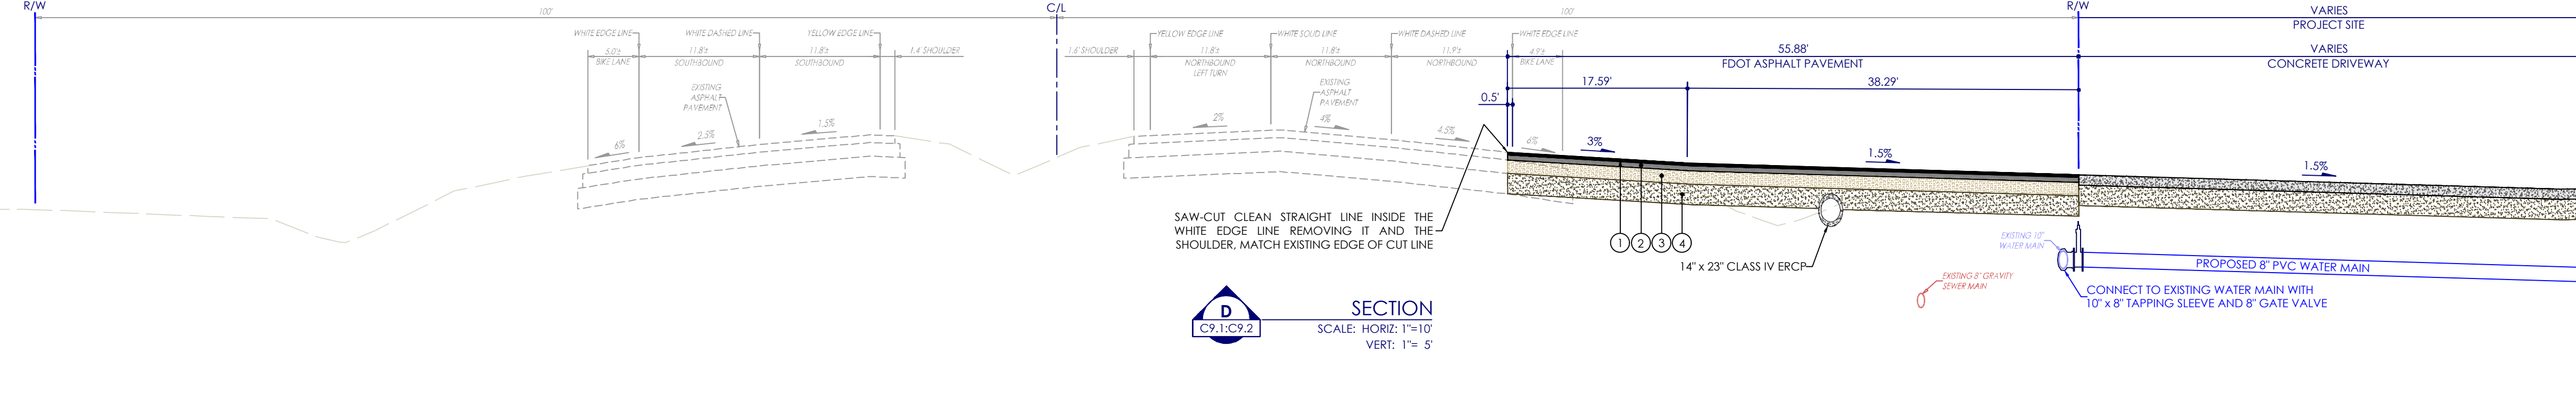 R/W
C/L
R/W
100'
100'
VARIES
PROJECT SITE
WHITE EDGE LINE
WHITE DASHED LINE
YELLOW EDGE LINE
YELLOW EDGE LINE
WHITE SOLID LINE
WHITE DASHED LINE
WHITE EDGE LINE
5.0'±
BIKE LANE
11.8'±
SOUTHBOUND
11.8'±
SOUTHBOUND
1.4' SHOULDER
1.6' SHOULDER
11.8'±
NORTHBOUND
LEFT TURN
11.8'±
NORTHBOUND
11.9'±
NORTHBOUND
4.9'±
BIKE LANE
55.88'
FDOT ASPHALT PAVEMENT
VARIES
CONCRETE DRIVEWAY
17.59'
38.29'
0.5'
EXISTING
ASPHALT
PAVEMENT
EXISTING
ASPHALT
PAVEMENT
6%
2.5%
1.5%
2%
4%
4.5%
6%
3%
1.5%
1.5%
SAW-CUT CLEAN STRAIGHT LINE INSIDE THE
WHITE EDGE LINE REMOVING IT AND THE
SHOULDER, MATCH EXISTING EDGE OF CUT LINE
1
2
3
4
14" x 23" CLASS IV ERCP
EXISTING 8" GRAVITY
SEWER MAIN
EXISTING 10"
WATER MAIN
PROPOSED 8" PVC WATER MAIN
CONNECT TO EXISTING WATER MAIN WITH
10" x 8" TAPPING SLEEVE AND 8" GATE VALVE
D
C9.1:C9.2
SECTION
SCALE: HORIZ: 1"=10'
VERT: 1"= 5'